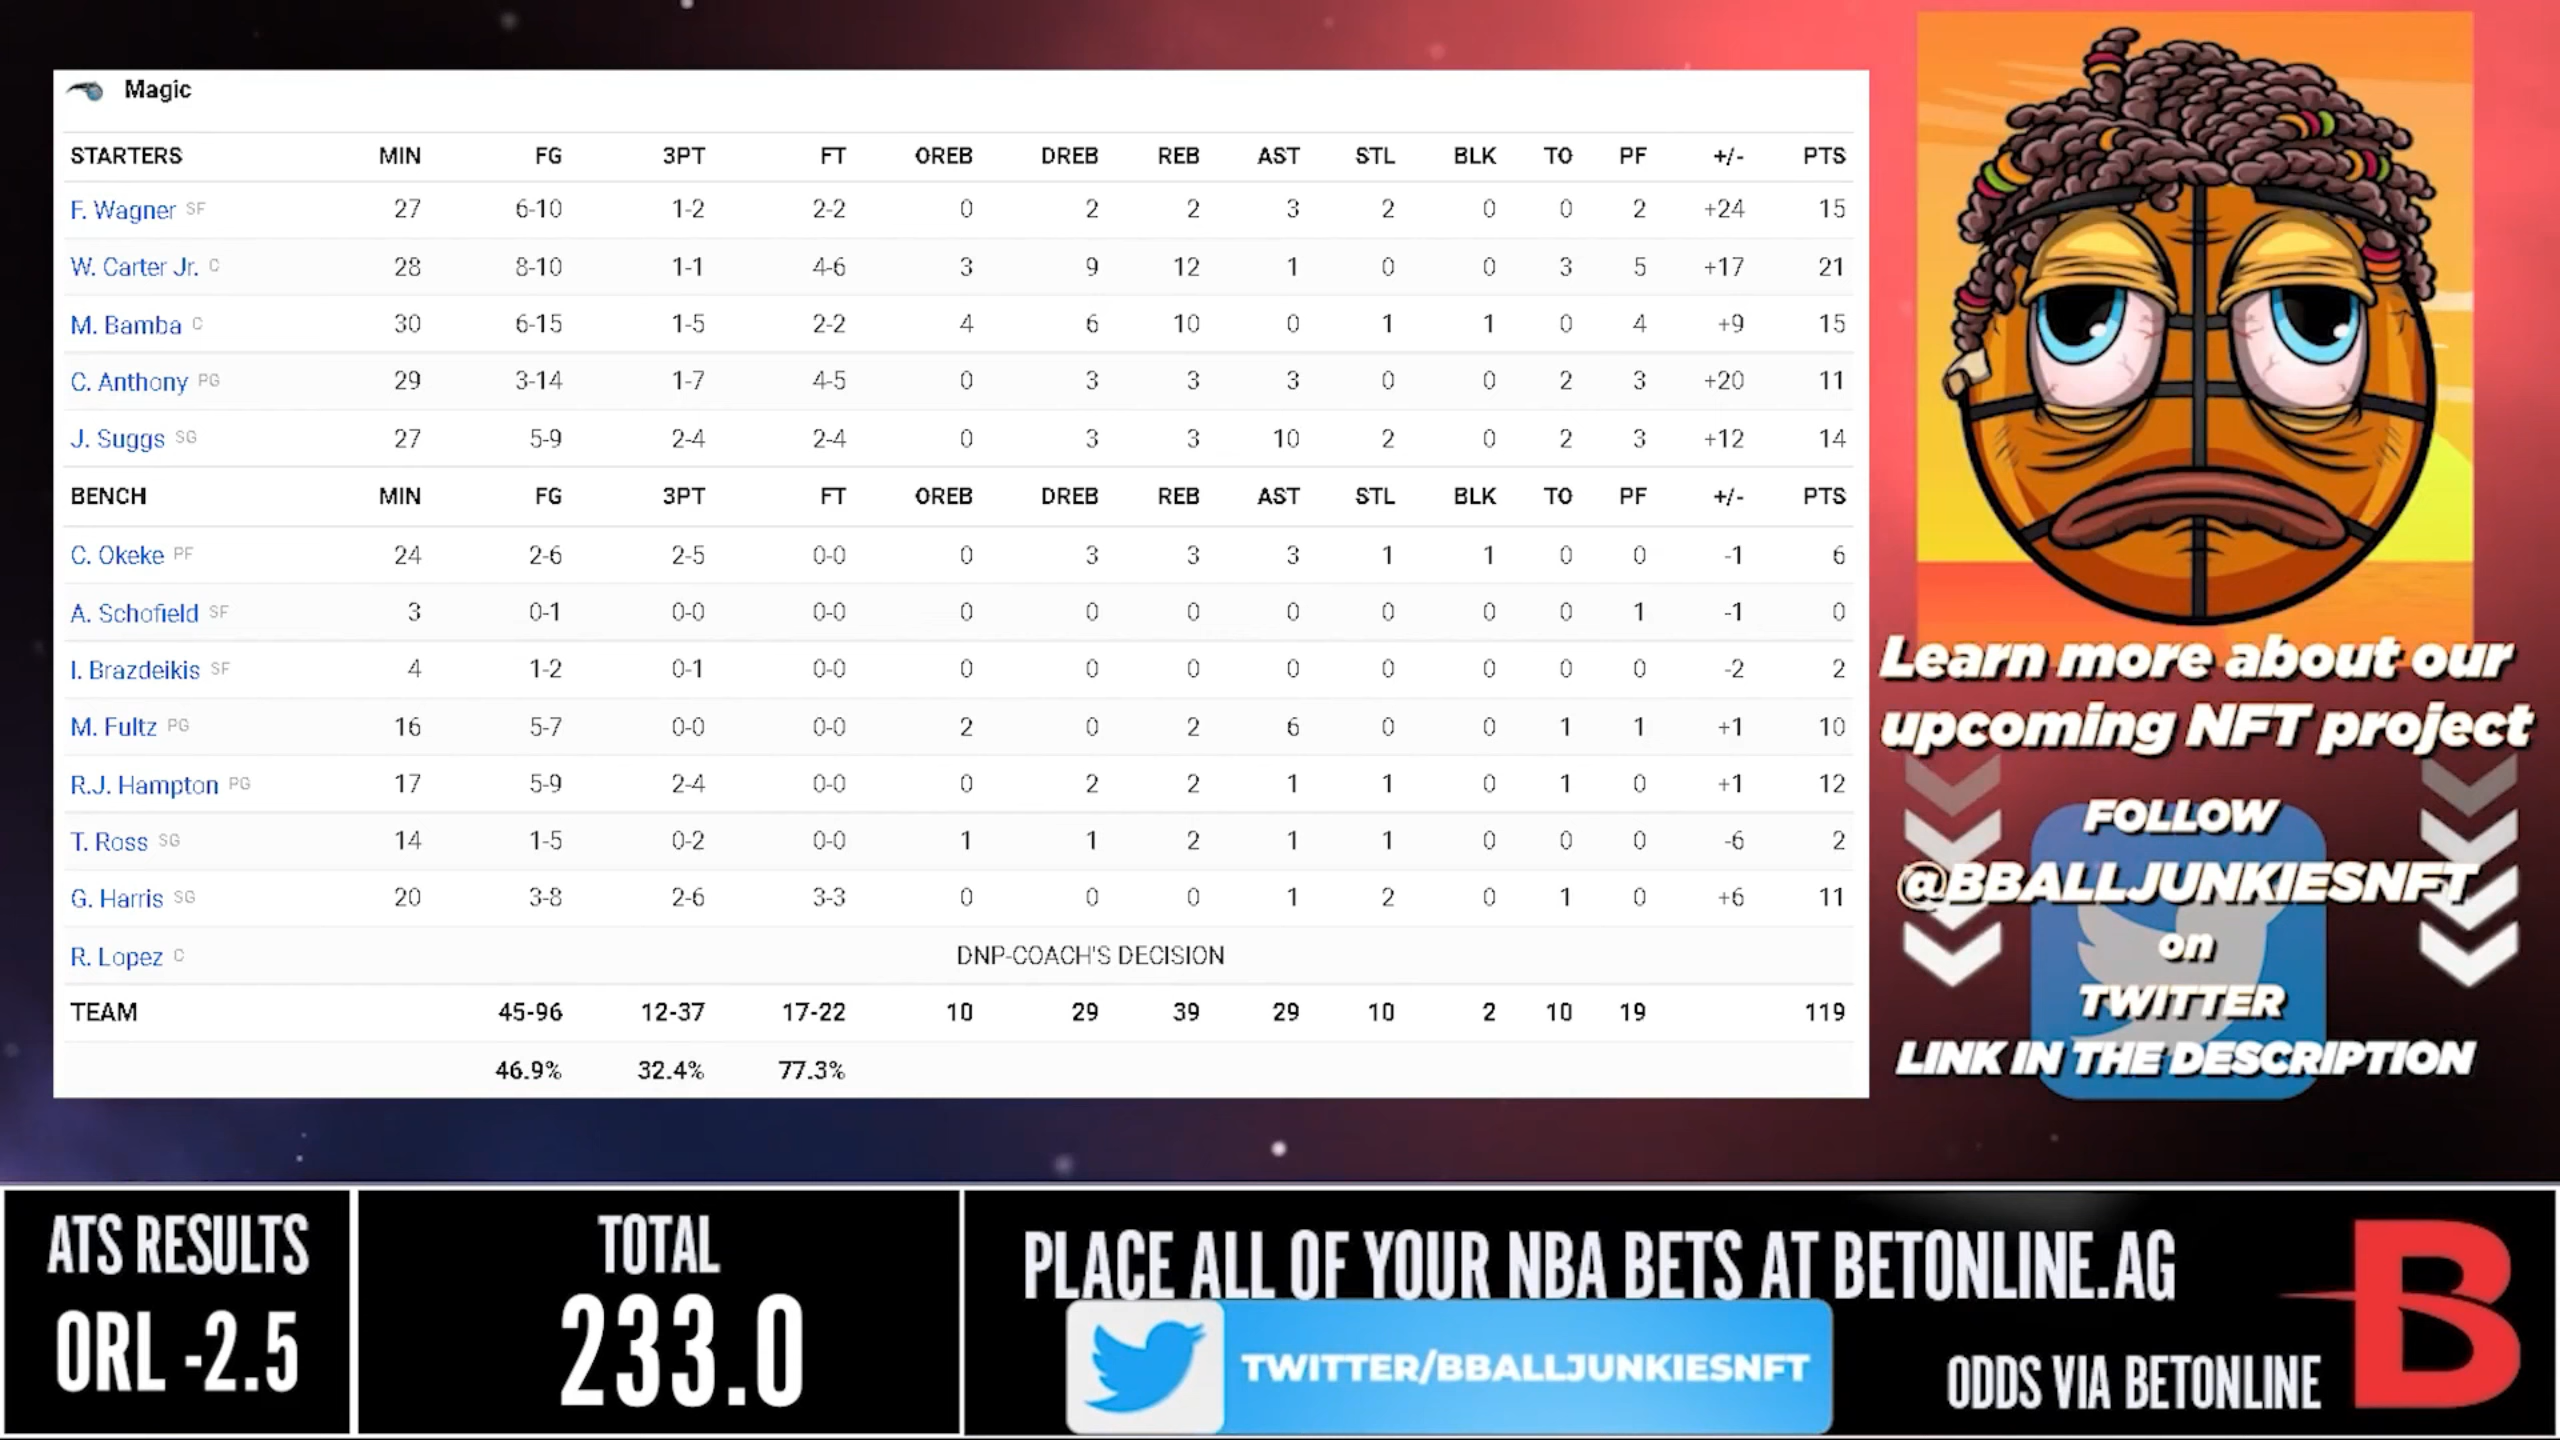 Magic
STARTERS MIN FG 3PT FT OREB DREB REB AST STL BLK TO PF +/- PTS
F. Wagner SF 27 6-10 1-2 2-2 0 2 2 3 2 0 0 2 +24 15
W. Carter Jr. C 28 8-10 1-1 4-6 3 9 12 1 0 0 3 5 +17 21
M. Bamba C 30 6-15 1-5 2-2 4 6 10 0 1 1 0 4 +9 15
C. Anthony PG 29 3-14 1-7 4-5 0 3 3 3 0 0 2 3 +20 11
J. Suggs SG 27 5-9 2-4 2-4 0 3 3 10 2 0 2 3 +12 14
BENCH MIN FG 3PT FT OREB DREB REB AST STL BLK TO PF +/- PTS
C. Okeke PF 24 2-6 2-5 0-0 0 3 3 3 1 1 0 0 -1 6
A. Schofield SF 3 0-1 0-0 0-0 0 0 0 0 0 0 0 1 -1 0
I. Brazdeikis SF 4 1-2 0-1 0-0 0 0 0 0 0 0 0 0 -2 2
M. Fultz PG 16 5-7 0-0 0-0 2 0 2 6 0 0 1 1 +1 10
R.J. Hampton PG 17 5-9 2-4 0-0 0 2 2 1 1 0 1 0 +1 12
T. Ross SG 14 1-5 0-2 0-0 1 1 2 1 1 0 0 0 -6 2
G. Harris SG 20 3-8 2-6 3-3 0 0 0 1 2 0 1 0 +6 11
R. Lopez C DNP-COACH'S DECISION
TEAM 45-96 12-37 17-22 10 29 39 29 10 2 10 19 119
46.9% 32.4% 77.3%
Learn more about our
upcoming NFT project
FOLLOW
@BBALLJUNKIESNFT
on
TWITTER
LINK IN THE DESCRIPTION
ATS RESULTS
ORL -2.5
TOTAL
233.0
PLACE ALL OF YOUR NBA BETS AT BETONLINE.AG
TWITTER/BBALLJUNKIESNFT
ODDS VIA BETONLINE
B